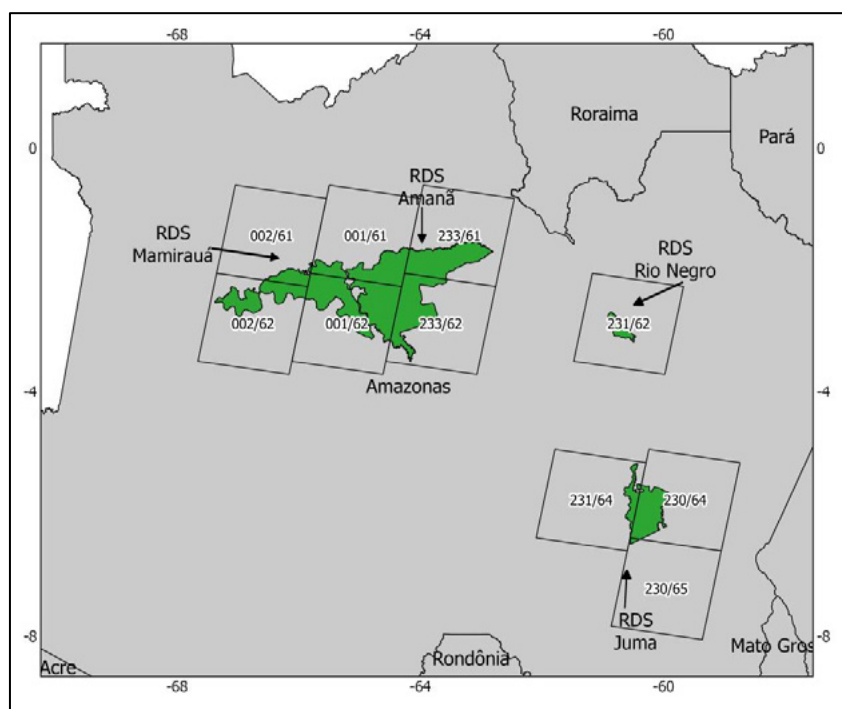 -68
-64
-60
Roraima
Pará
0
0
RDS
Amanã
002/61
001/61
233/61
RDS
Mamirauá
RDS
Rio Negro
002/62
001/62
233/62
231/62
Amazonas
-4
-4
231/64
230/64
230/65
RDS
Juma
-8
-8
Acre
Rondônia
Mato Gros
-68
-64
-60